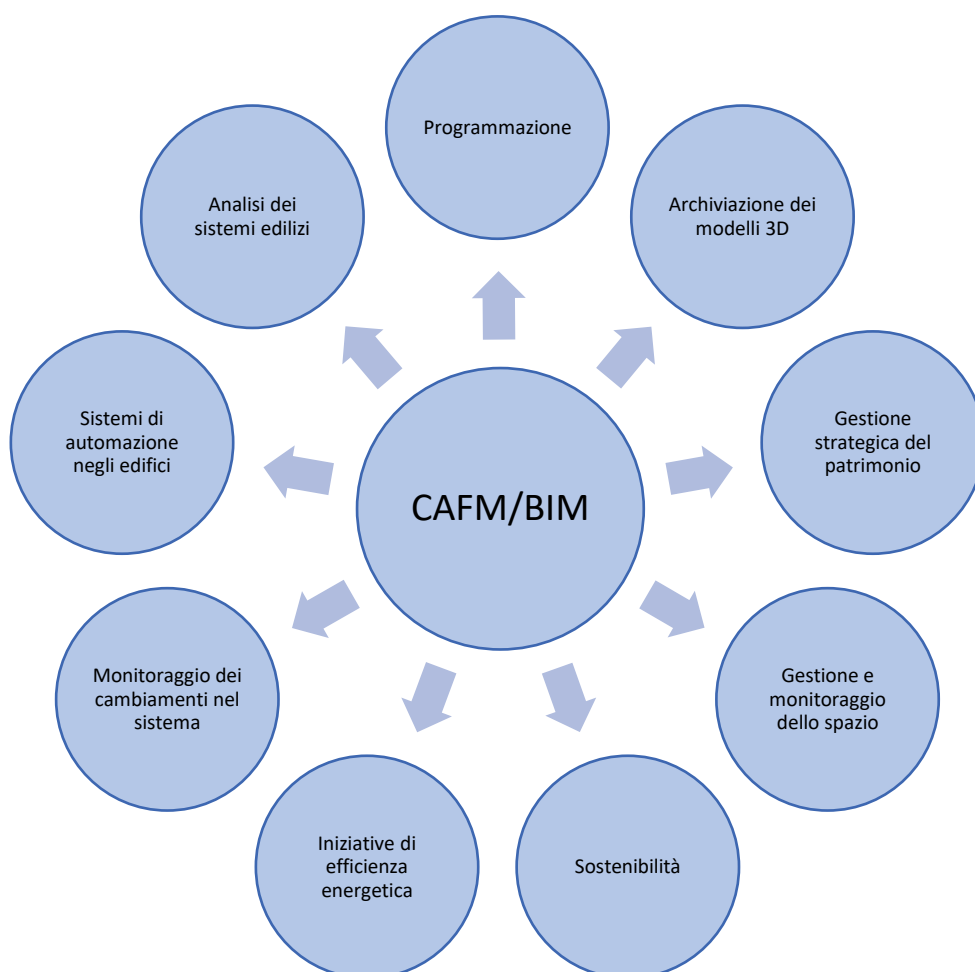 Programmazione
Archiviazione dei
modelli 3D
Gestione
strategica del
patrimonio
Gestione e
monitoraggio
dello spazio
Sostenibilità
Iniziative di
efficienza
energetica
Monitoraggio dei
cambiamenti nel
sistema
Sistemi di
automazione
negli edifici
Analisi dei
sistemi edilizi
CAFM/BIM